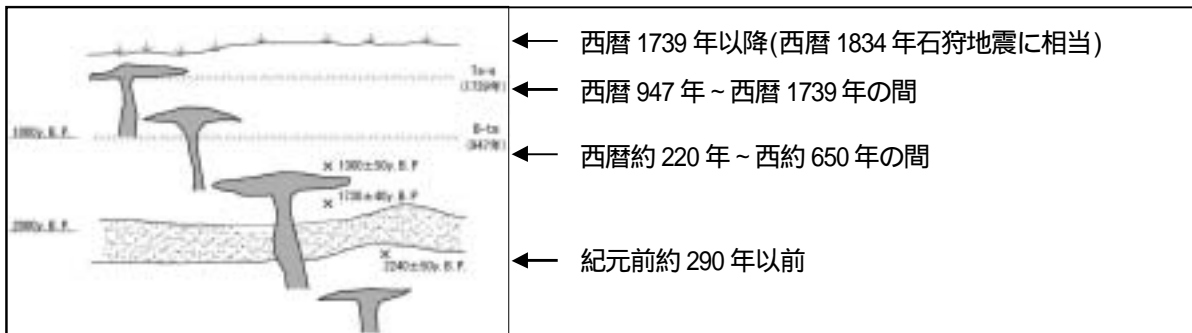 西暦 1739 年以降(西暦 1834 年石狩地震に相当)
Ta-a
(1739年)
西暦 947 年 ~ 西暦 1739 年の間
1000y.B.P.
B-tm
(947年)
西暦約 220 年 ~ 西約 650 年の間
× 1300±50y.B.P
1730±40y.B.P
×
2000y.B.P.
×
2240±60y.B.P.
紀元前約 290 年以前